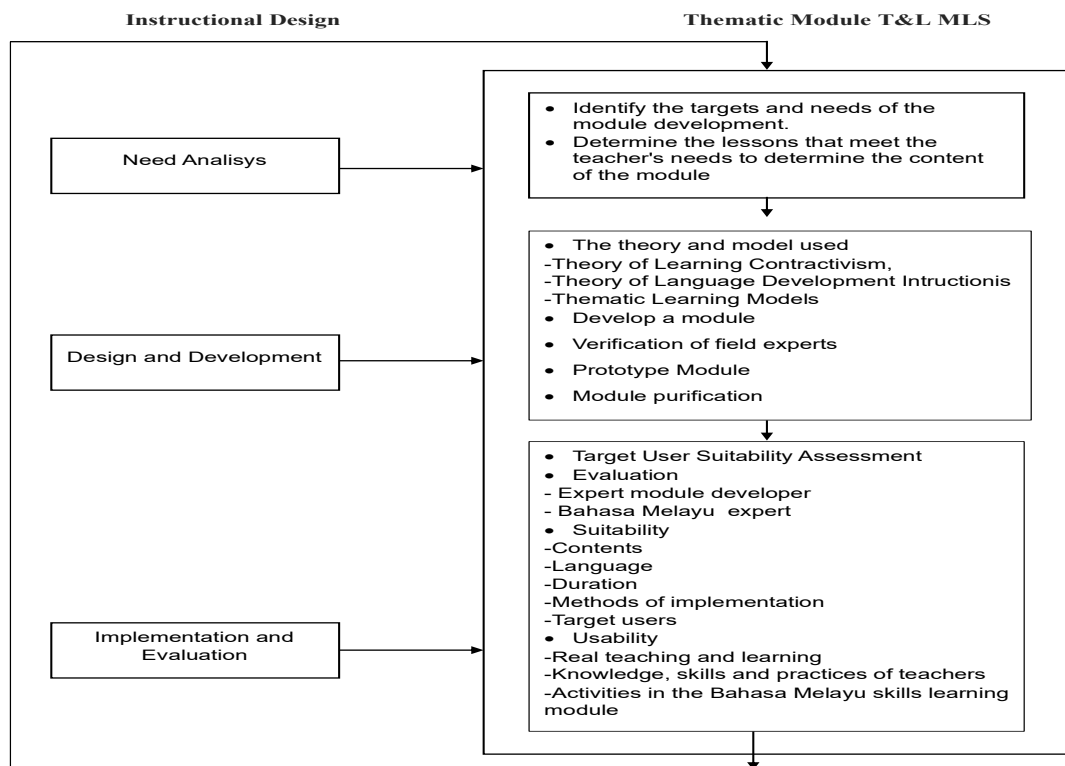 Instructional Design
Thematic Module T&L MLS
Need Analisys
• Identify the targets and needs of the
module development.
• Determine the lessons that meet the
teacher's needs to determine the content
of the module
Design and Development
• The theory and model used
-Theory of Learning Contractivism,
-Theory of Language Development Intructionis
-Thematic Learning Models
• Develop a module
• Verification of field experts
• Prototype Module
• Module purification
Implementation and
Evaluation
• Target User Suitability Assessment
• Evaluation
- Expert module developer
- Bahasa Melayu expert
• Suitability
-Contents
-Language
-Duration
-Methods of implementation
-Target users
• Usability
-Real teaching and learning
-Knowledge, skills and practices of teachers
-Activities in the Bahasa Melayu skills learning
module